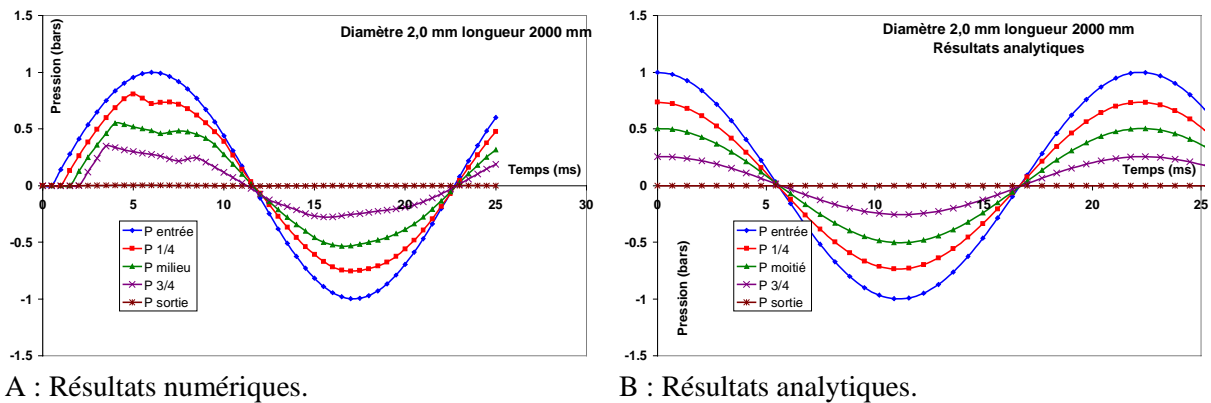 Diamètre 2,0 mm longueur 2000 mm
Pression (bars)
1.5
1
0.5
0
-0.5
-1
-1.5
0 5 10 15 20 25 30
Temps (ms)
P entrée
P 1/4
P milieu
P 3/4
P sortie
A : Résultats numériques.
Diamètre 2,0 mm longueur 2000 mm
Résultats analytiques
1.5
1
0.5
0
-0.5
-1
-1.5
0 5 10 15 20 25
Temps (ms)
Pression (bars)
P entrée
P 1/4
P moitié
P 3/4
P sortie
B : Résultats analytiques.